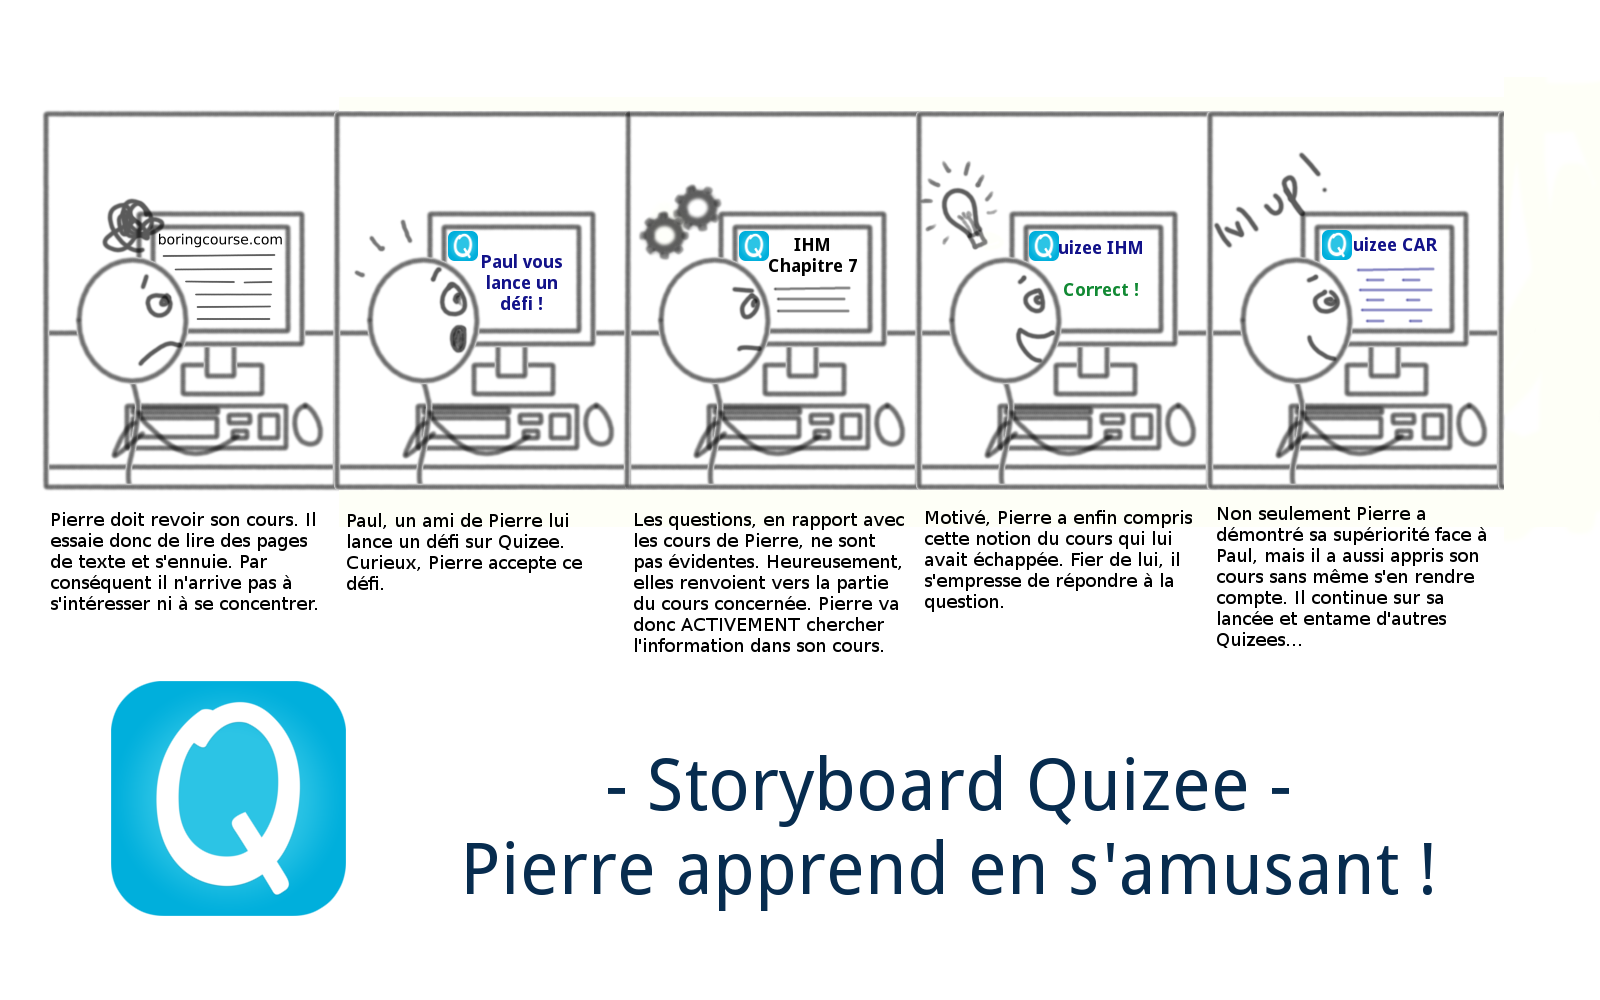 boringcourse.com
Paul vous
lance un
défi !
IHM
Chapitre 7
Quizee IHM
Correct !
lvl up !
Quizee CAR
Pierre doit revoir son cours. Il
essaie donc de lire des pages
de texte et s'ennuie. Par
conséquent il n'arrive pas à
s'intéresser ni à se concentrer.
Paul, un ami de Pierre lui
lance un défi sur Quizee.
Curieux, Pierre accepte ce
défi.
Les questions, en rapport avec
les cours de Pierre, ne sont
pas évidentes. Heureusement,
elles renvoient vers la partie
du cours concernée. Pierre va
donc ACTIVEMENT chercher
l'information dans son cours.
Motivé, Pierre a enfin compris
cette notion du cours qui lui
avait échappée. Fier de lui, il
s'empresse de répondre à la
question.
Non seulement Pierre a
démontré sa supériorité face à
Paul, mais il a aussi appris son
cours sans même s'en rendre
compte. Il continue sur sa
lancée et entame d'autres
Quizees...
Q
- Storyboard Quizee -
Pierre apprend en s'amusant !